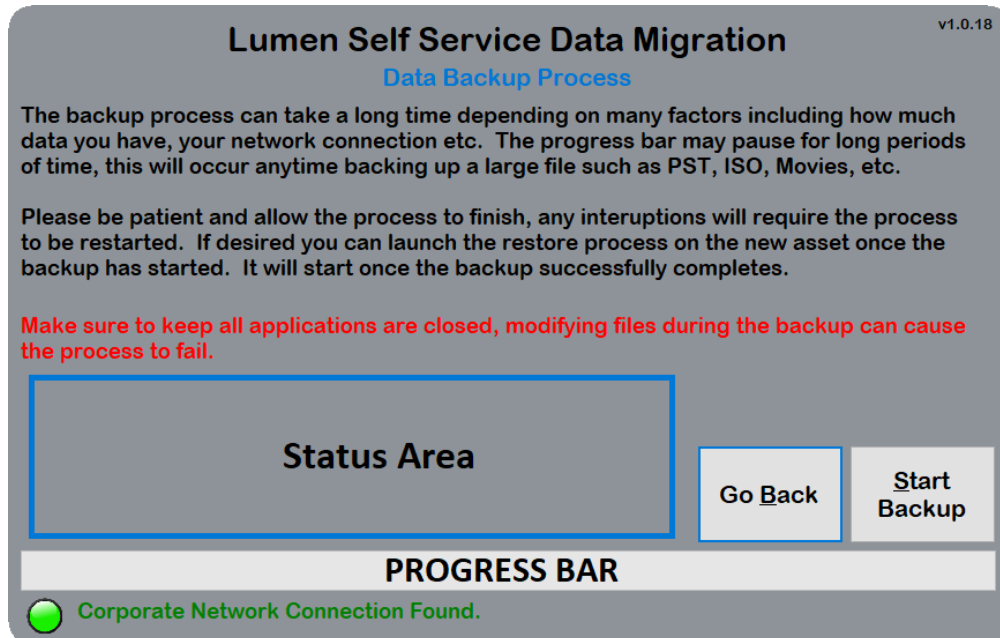 v1.0.18
Lumen Self Service Data Migration
Data Backup Process
The backup process can take a long time depending on many factors including how much
data you have, your network connection etc.  The progress bar may pause for long periods
of time, this will occur anytime backing up a large file such as PST, ISO, Movies, etc.
Please be patient and allow the process to finish, any interuptions will require the process
to be restarted.  If desired you can launch the restore process on the new asset once the
backup has started.  It will start once the backup successfully completes.
Make sure to keep all applications are closed, modifying files during the backup can cause
the process to fail.
Status Area
Go Back
Start
Backup
PROGRESS BAR
Corporate Network Connection Found.